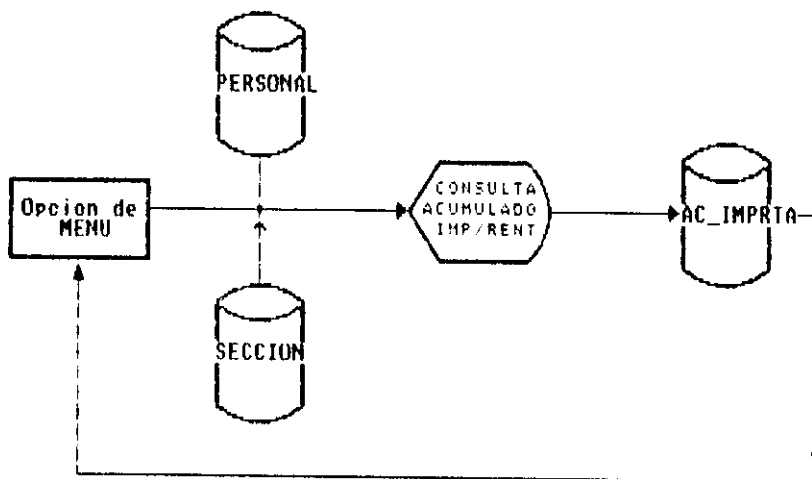 PERSONAL
Opcion de
MENU
CONSULTA
ACUMULADO
IMP/RENT
AC_IMPRTA
SECCION